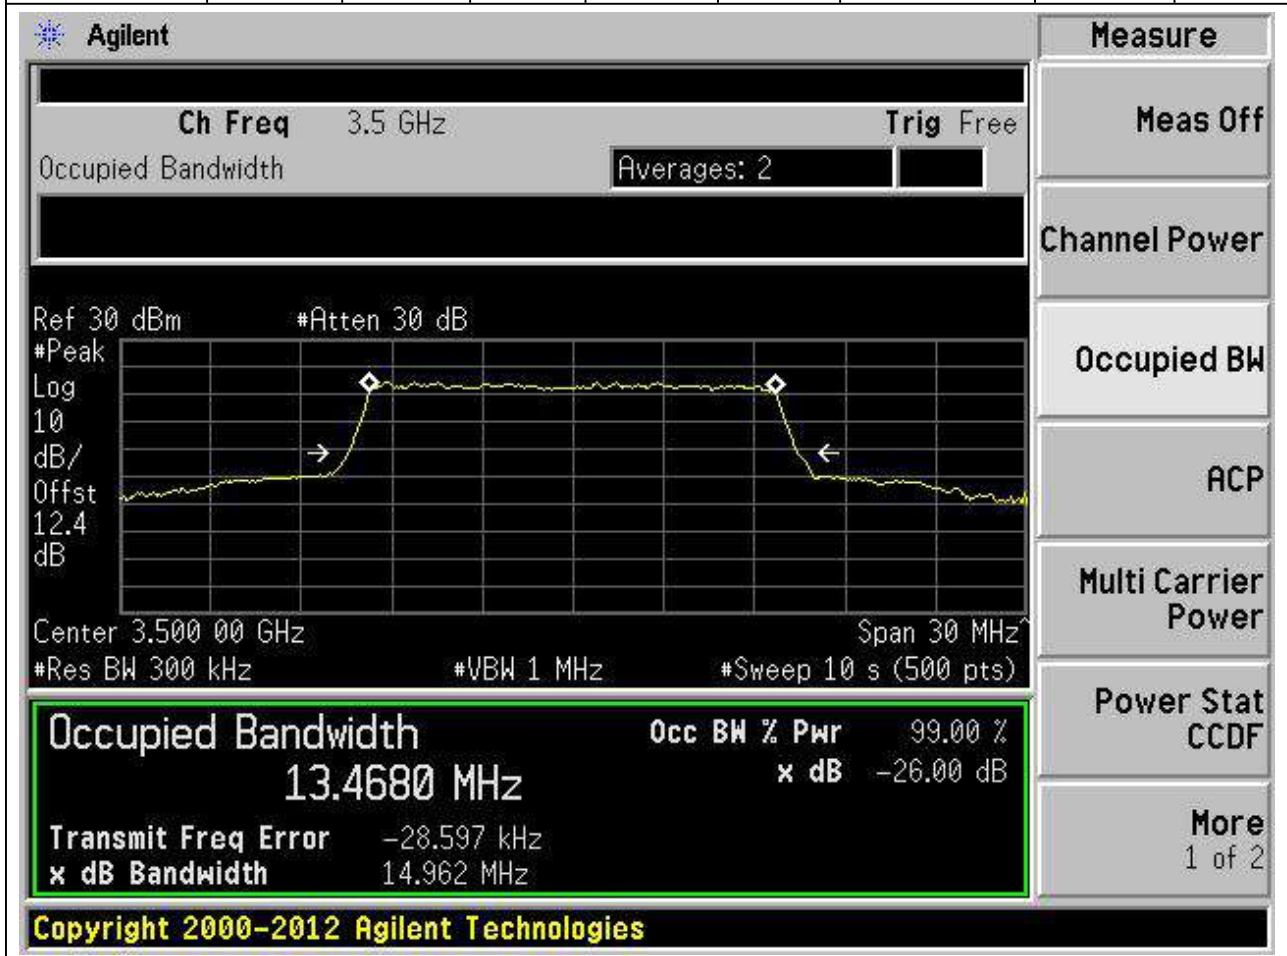 Agilent
Measure
Ch Freq 3.5 GHz Trig Free
Meas Off
Occupied Bandwidth Averages: 2
Channel Power
Ref 30 dBm #Atten 30 dB
#Peak
Log
10
dB/
Offst
12.4
dB
Occupied BW
ACP
Center 3.500 00 GHz Span 30 MHz^
#Res BW 300 kHz #VBW 1 MHz #Sweep 10 s (500 pts)
Multi Carrier
Power
Occupied Bandwidth Occ BW % Pwr 99.00 %
13.4680 MHz x dB -26.00 dB
Power Stat
CCDF
Transmit Freq Error -28.597 kHz
x dB Bandwidth 14.962 MHz
More
1 of 2
Copyright 2000-2012 Agilent Technologies